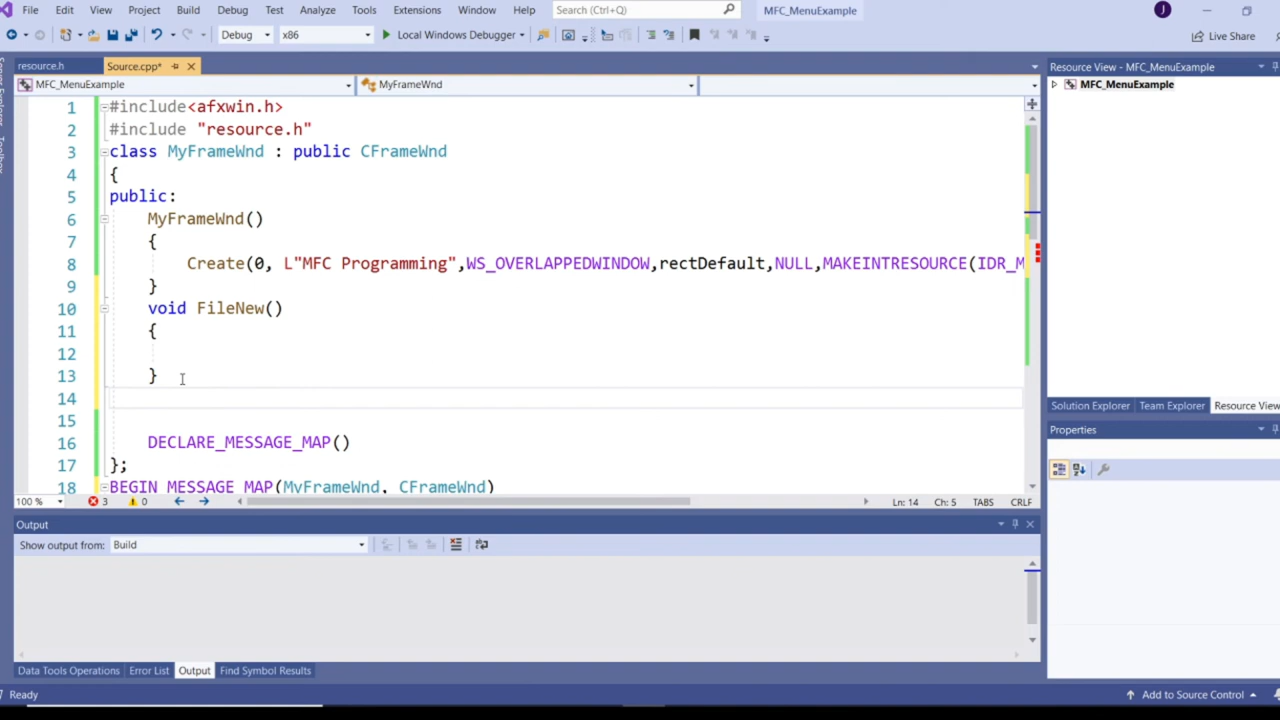 File Edit View Project Build Debug Test Analyze Tools Extensions Window Help Search (Ctrl+Q) MFC_MenuExample J
Debug x86 Local Windows Debugger Live Share
resource.h Source.cpp* Resource View - MFC_MenuExample
MFC_MenuExample MyFrameWnd MFC_MenuExample
1 #include<afxwin.h>
2 #include "resource.h"
3 class MyFrameWnd : public CFrameWnd
4 {
5 public:
6 MyFrameWnd()
7 {
8 Create(0, L"MFC Programming",WS_OVERLAPPEDWINDOW,rectDefault,NULL,MAKEINTRESOURCE(IDR_M
9 }
10 void FileNew()
11 {
12
13 }
14
15
16 DECLARE_MESSAGE_MAP()
17 };
18 BEGIN_MESSAGE_MAP(MyFrameWnd, CFrameWnd)
Solution Explorer Team Explorer Resource View
Properties
100 % 3 0 Ln: 14 Ch: 5 TABS CRLF
Output
Show output from: Build
Data Tools Operations Error List Output Find Symbol Results
Ready Add to Source Control